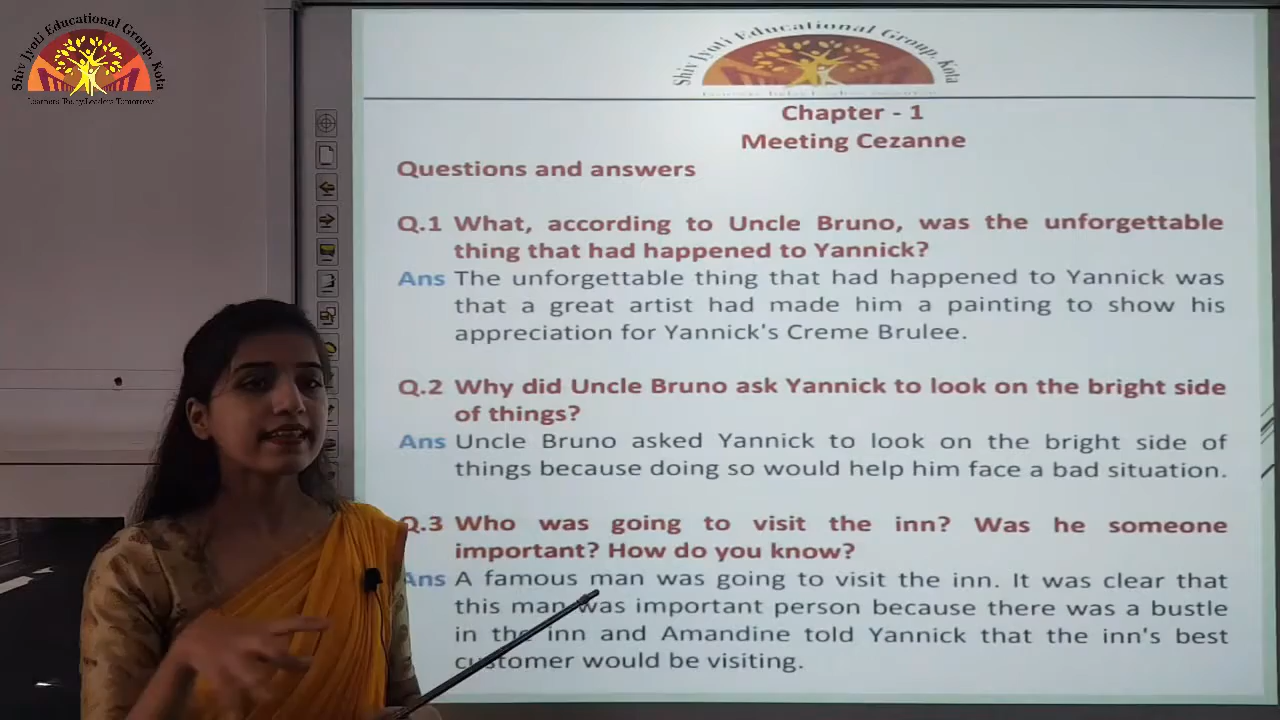 Shiv Jyoti Educational Group, Kota
Shiv Jyoti Educational Group, Kota
Chapter - 1
Meeting Cezanne
Questions and answers
Q.1 What, according to Uncle Bruno, was the unforgettable
thing that had happened to Yannick?
Ans The unforgettable thing that had happened to Yannick was
that a great artist had made him a painting to show his
appreciation for Yannick's Creme Brulee.
Q.2 Why did Uncle Bruno ask Yannick to look on the bright side
of things?
Ans Uncle Bruno asked Yannick to look on the bright side of
things because doing so would help him face a bad situation.
Q.3 Who was going to visit the inn? Was he someone
important? How do you know?
Ans A famous man was going to visit the inn. It was clear that
this man was important person because there was a bustle
in the inn and Amandine told Yannick that the inn's best
customer would be visiting.